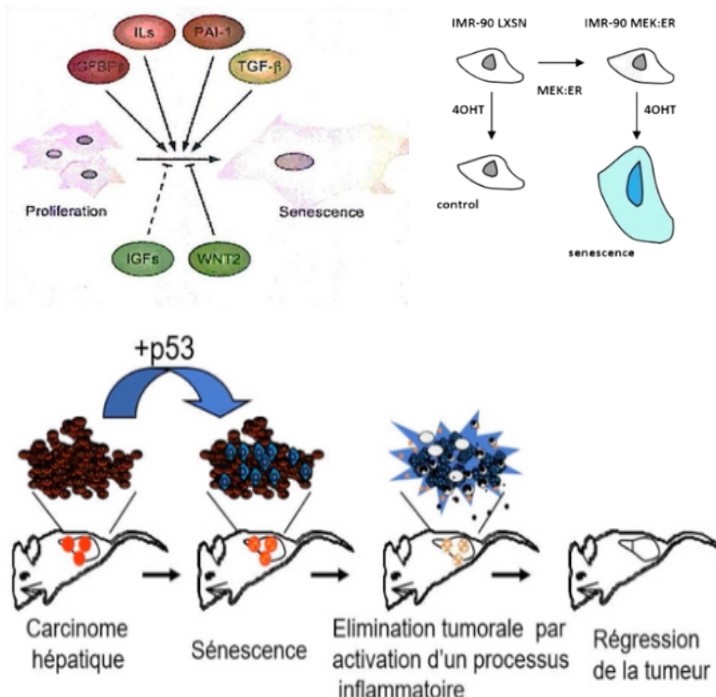 ILs
PAI-1
IGFBPs
TGF-β
Proliferation
Senescence
IGFs
WNT2
IMR-90 LXSN
IMR-90 MEK:ER
MEK:ER
4OHT
4OHT
control
senescence
+p53
Carcinome
hépatique
Sénescence
Elimination tumorale par
activation d'un processus
inflammatoire
Régression
de la tumeur